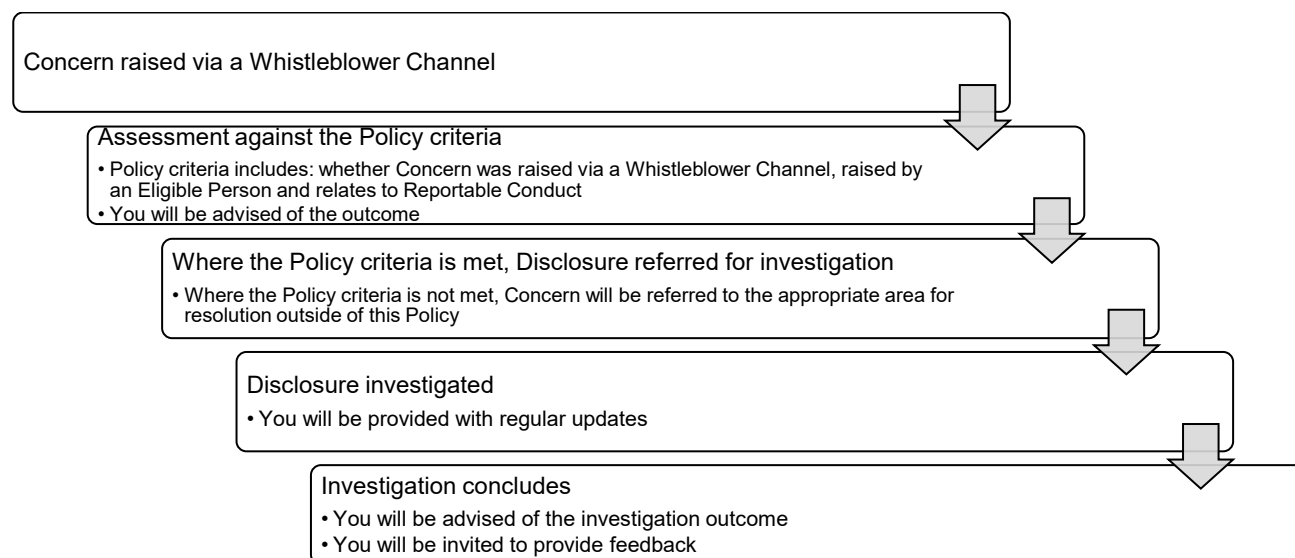 Concern raised via a Whistleblower Channel
Assessment against the Policy criteria
• Policy criteria includes: whether Concern was raised via a Whistleblower Channel, raised by
an Eligible Person and relates to Reportable Conduct
• You will be advised of the outcome
Where the Policy criteria is met, Disclosure referred for investigation
• Where the Policy criteria is not met, Concern will be referred to the appropriate area for
resolution outside of this Policy
Disclosure investigated
• You will be provided with regular updates
Investigation concludes
• You will be advised of the investigation outcome
• You will be invited to provide feedback